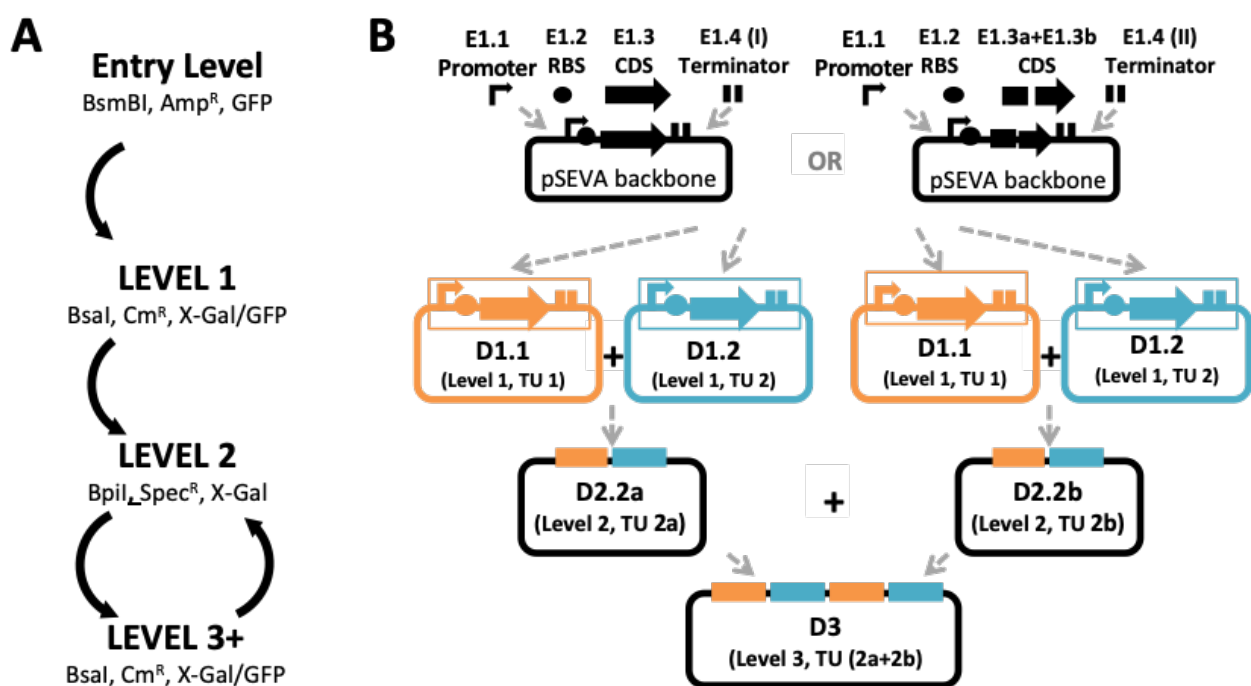 A
Entry Level
BsmBI, Ampᴿ, GFP
LEVEL 1
BsaI, Cmᴿ, X-Gal/GFP
LEVEL 2
BpiI, Specᴿ, X-Gal
LEVEL 3+
BsaI, Cmᴿ, X-Gal/GFP
B
E1.1 E1.2 E1.3 E1.4 (I)
Promoter RBS CDS Terminator
pSEVA backbone
OR
E1.1 E1.2 E1.3a+E1.3b E1.4 (II)
Promoter RBS CDS Terminator
pSEVA backbone
D1.1
(Level 1, TU 1)
+
D1.2
(Level 1, TU 2)
D1.1
(Level 1, TU 1)
+
D1.2
(Level 1, TU 2)
D2.2a
(Level 2, TU 2a)
+
D2.2b
(Level 2, TU 2b)
D3
(Level 3, TU (2a+2b)